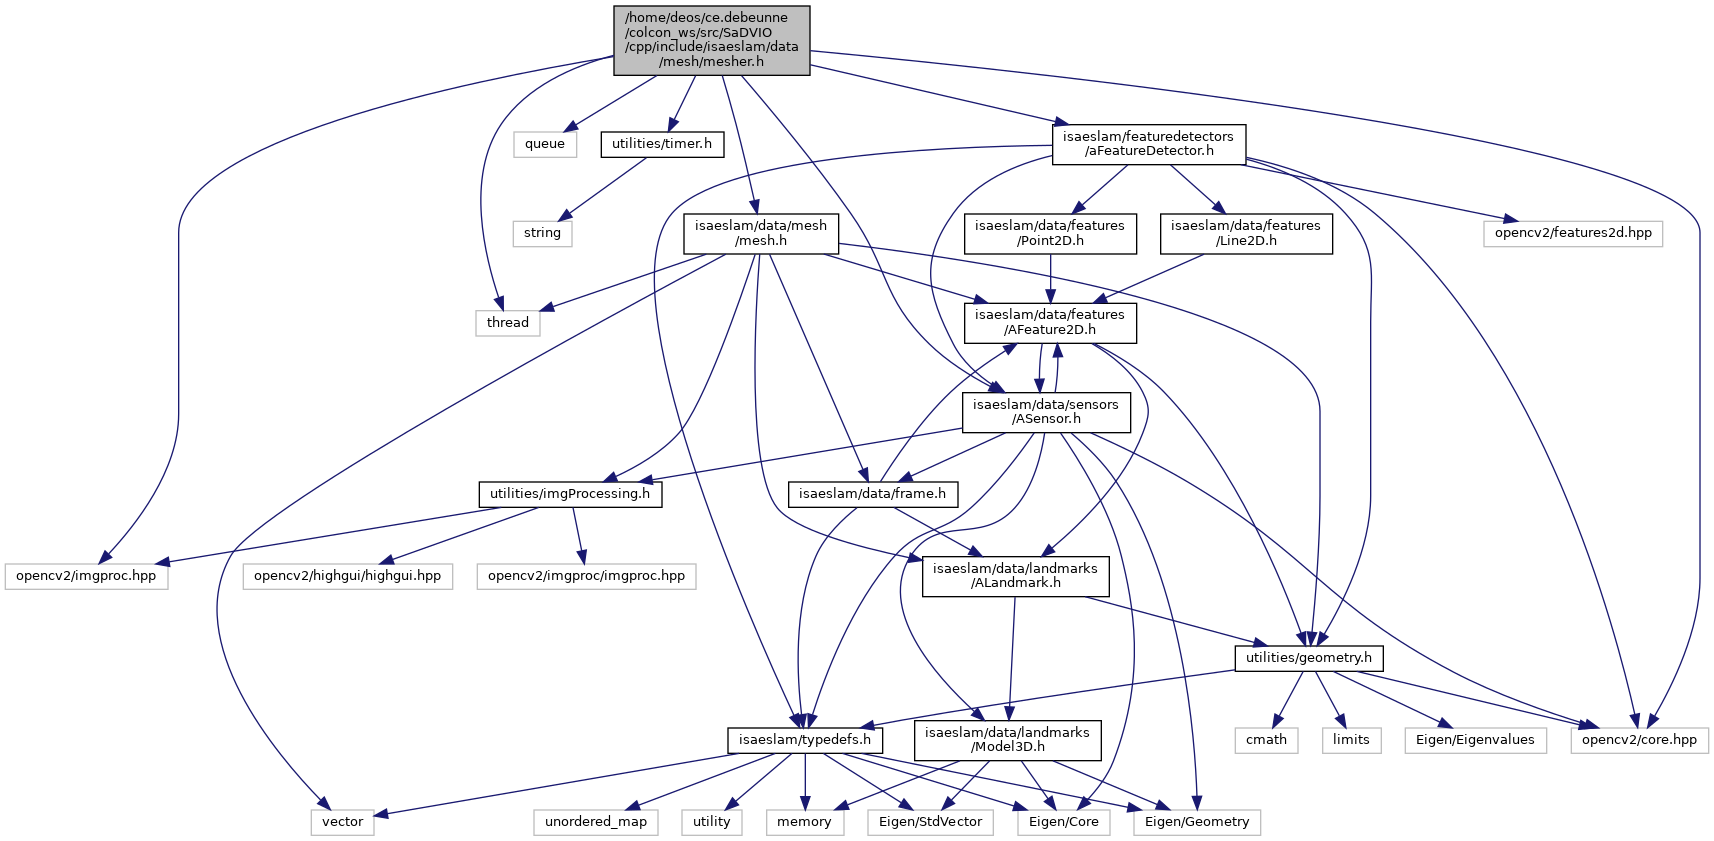 /home/deos/ce.debeunne
/colcon_ws/src/SaDVIO
/cpp/include/isaeslam/data
/mesh/mesher.h
isaeslam/featuredetectors
/aFeatureDetector.h
queue
utilities/timer.h
string
isaeslam/data/mesh
/mesh.h
isaeslam/data/features
/Point2D.h
isaeslam/data/features
/Line2D.h
opencv2/features2d.hpp
thread
isaeslam/data/features
/AFeature2D.h
isaeslam/data/sensors
/ASensor.h
utilities/imgProcessing.h
isaeslam/data/frame.h
opencv2/imgproc.hpp
opencv2/highgui/highgui.hpp
opencv2/imgproc/imgproc.hpp
isaeslam/data/landmarks
/ALandmark.h
utilities/geometry.h
isaeslam/typedefs.h
isaeslam/data/landmarks
/Model3D.h
cmath
limits
Eigen/Eigenvalues
opencv2/core.hpp
vector
unordered_map
utility
memory
Eigen/StdVector
Eigen/Core
Eigen/Geometry